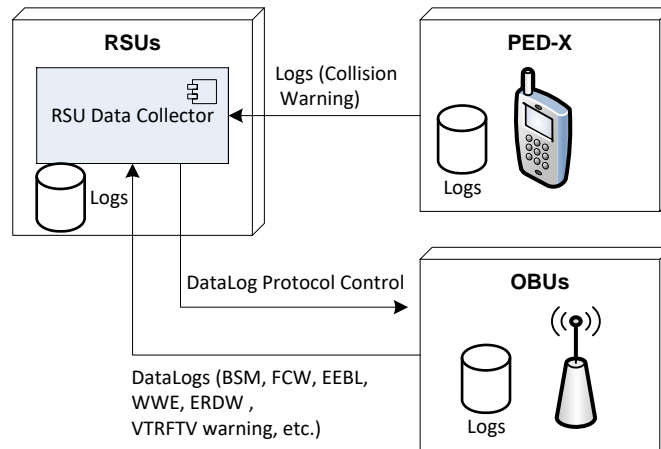 RSUs
RSU Data Collector
Logs
Logs (Collision
Warning)
PED-X
Logs
DataLog Protocol Control
OBUs
Logs
DataLogs (BSM, FCW, EEBL,
WWE, ERDW ,
VTRFTV warning, etc.)